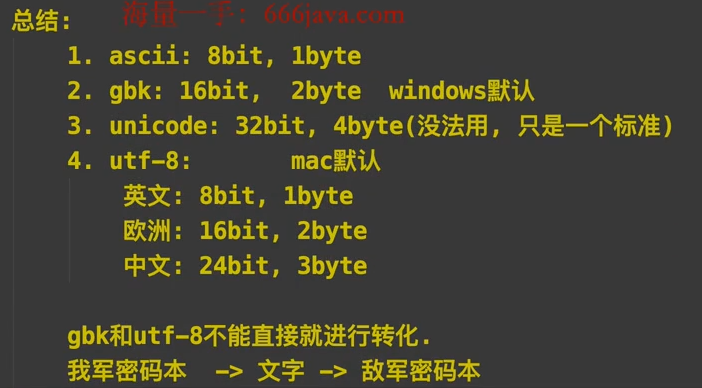 海量一手：666java.com
总结:
1. ascii: 8bit, 1byte
2. gbk: 16bit, 2byte windows默认
3. unicode: 32bit, 4byte(没法用, 只是一个标准)
4. utf-8: mac默认
英文: 8bit, 1byte
欧洲: 16bit, 2byte
中文: 24bit, 3byte
gbk和utf-8不能直接就进行转化.
我军密码本 -> 文字 -> 敌军密码本